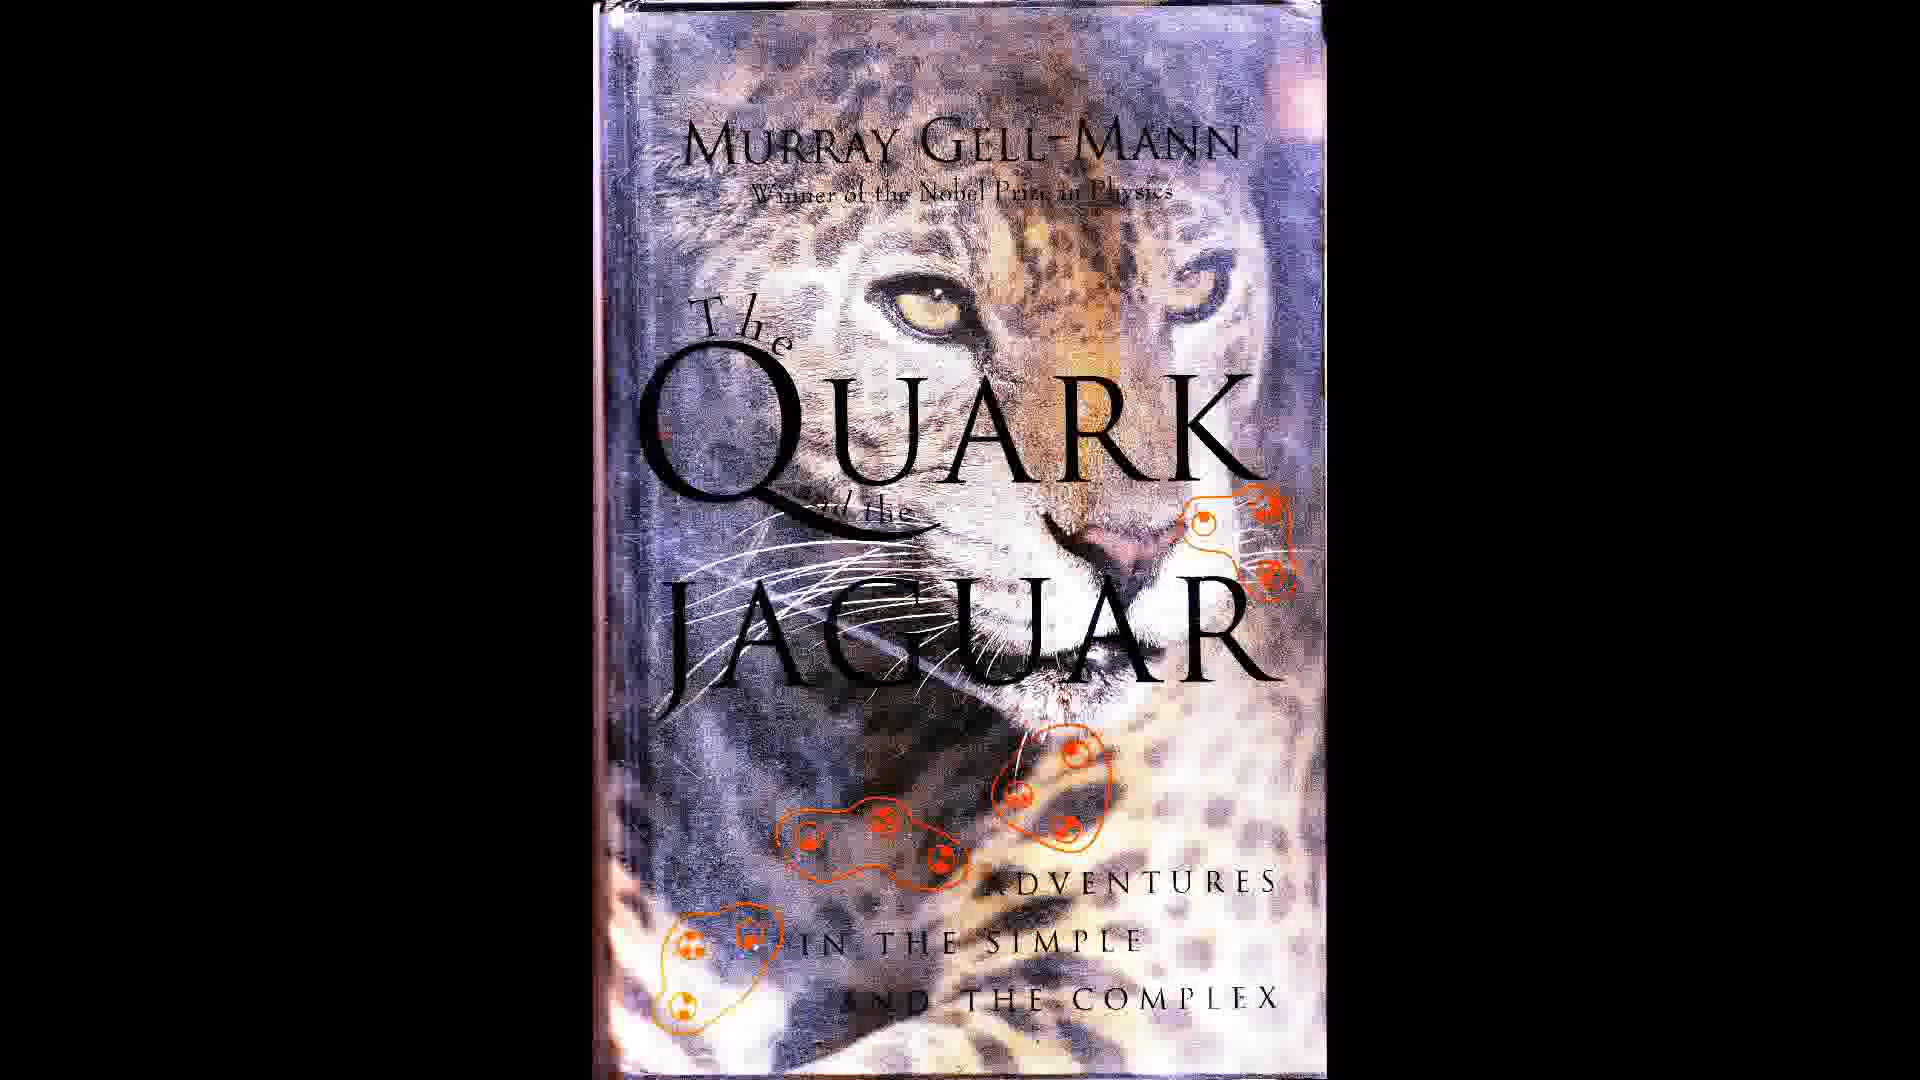 MURRAY GELL-MANN
Winner of the Nobel Prize in Physics
The
QUARK
and the
JAGUAR
ADVENTURES
IN THE SIMPLE
AND THE COMPLEX